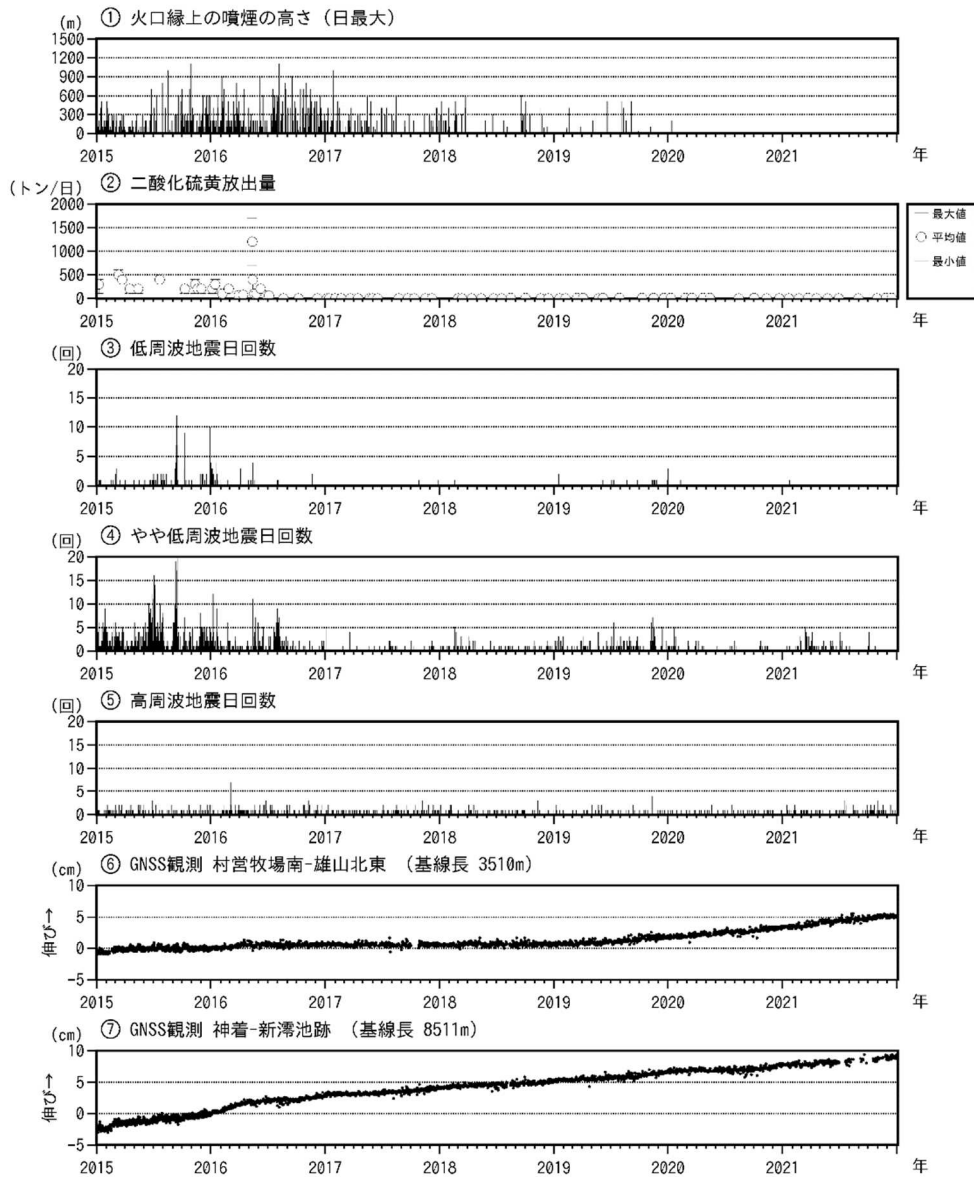 (m) ① 火口縁上の噴煙の高さ（日最大）
1500
1200
900
600
300
0
2015 2016 2017 2018 2019 2020 2021 年
(トン/日) ② 二酸化硫黄放出量
2000
1500
1000
500
0
最大値
平均値
最小値
2015 2016 2017 2018 2019 2020 2021 年
(回) ③ 低周波地震日回数
20
15
10
5
0
2015 2016 2017 2018 2019 2020 2021 年
(回) ④ やや低周波地震日回数
20
15
10
5
0
2015 2016 2017 2018 2019 2020 2021 年
(回) ⑤ 高周波地震日回数
20
15
10
5
0
2015 2016 2017 2018 2019 2020 2021 年
(cm) ⑥ GNSS観測 村営牧場南-雄山北東 （基線長 3510m）
10
5
0
-5
伸び→
2015 2016 2017 2018 2019 2020 2021 年
(cm) ⑦ GNSS観測 神着-新澪池跡 （基線長 8511m）
10
5
0
-5
伸び→
2015 2016 2017 2018 2019 2020 2021 年